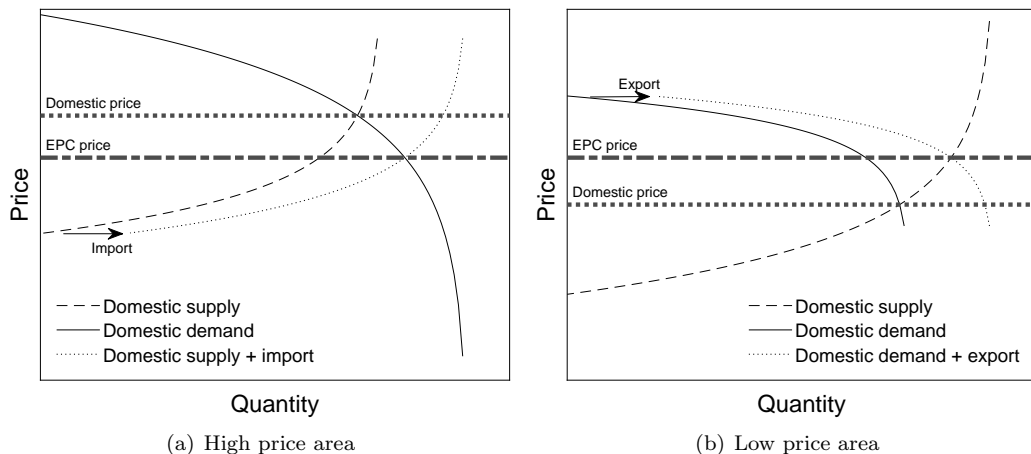 Domestic price
EPC price
Price
Import
Domestic supply
Domestic demand
Domestic supply + import
Quantity
(a) High price area
Export
EPC price
Domestic price
Price
Domestic supply
Domestic demand
Domestic demand + export
Quantity
(b) Low price area